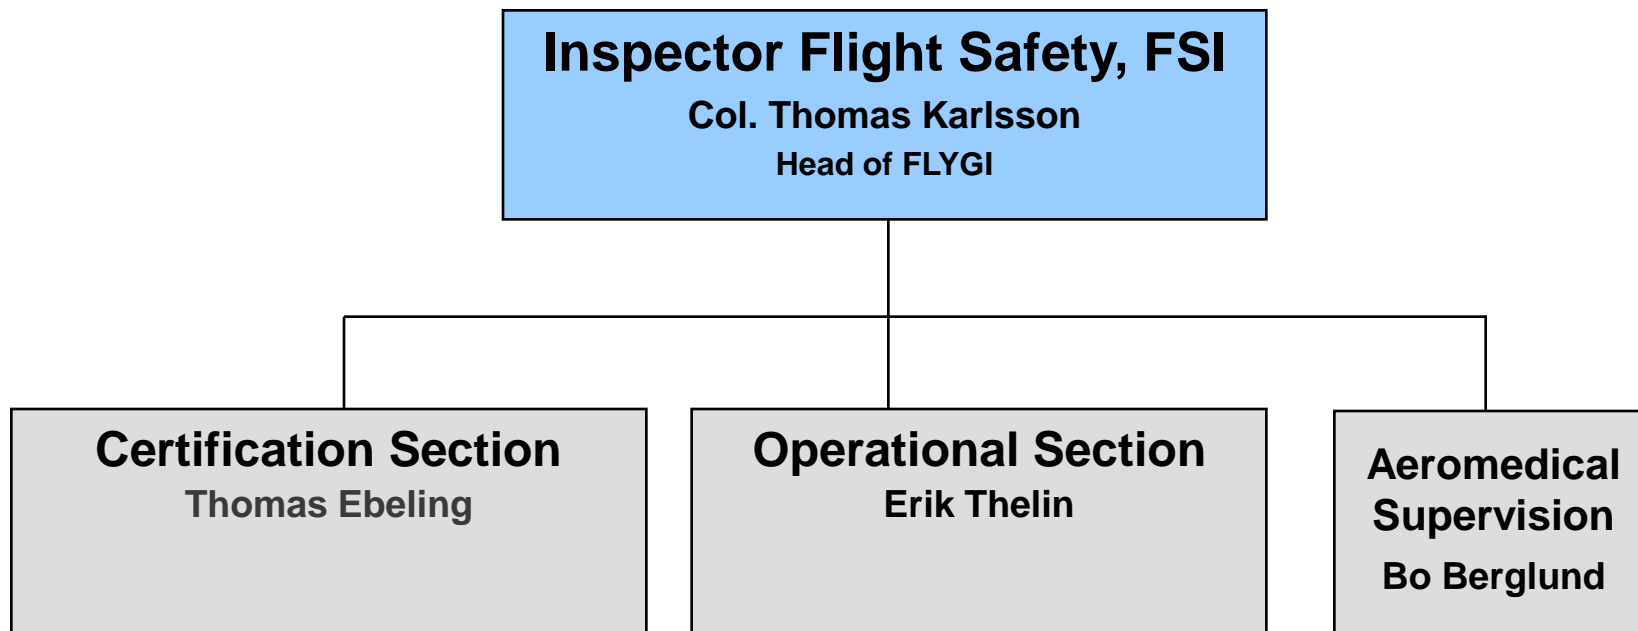 Inspector Flight Safety, FSI
Col. Thomas Karlsson
Head of FLYGI
Certification Section
Thomas Ebeling
Operational Section
Erik Thelin
Aeromedical
Supervision
Bo Berglund